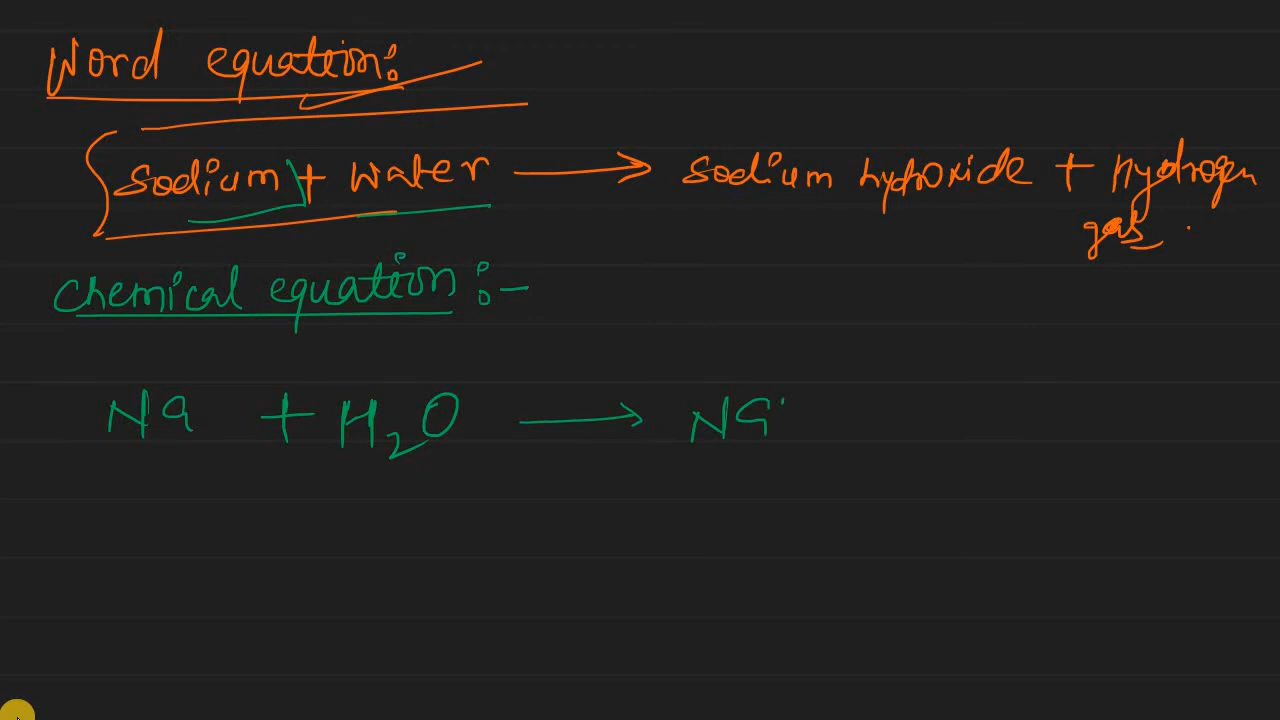 Word equation:
Sodium + Water → Sodium hydroxide + Hydrogen
gas.
Chemical equation :-
Na + H₂O → Na